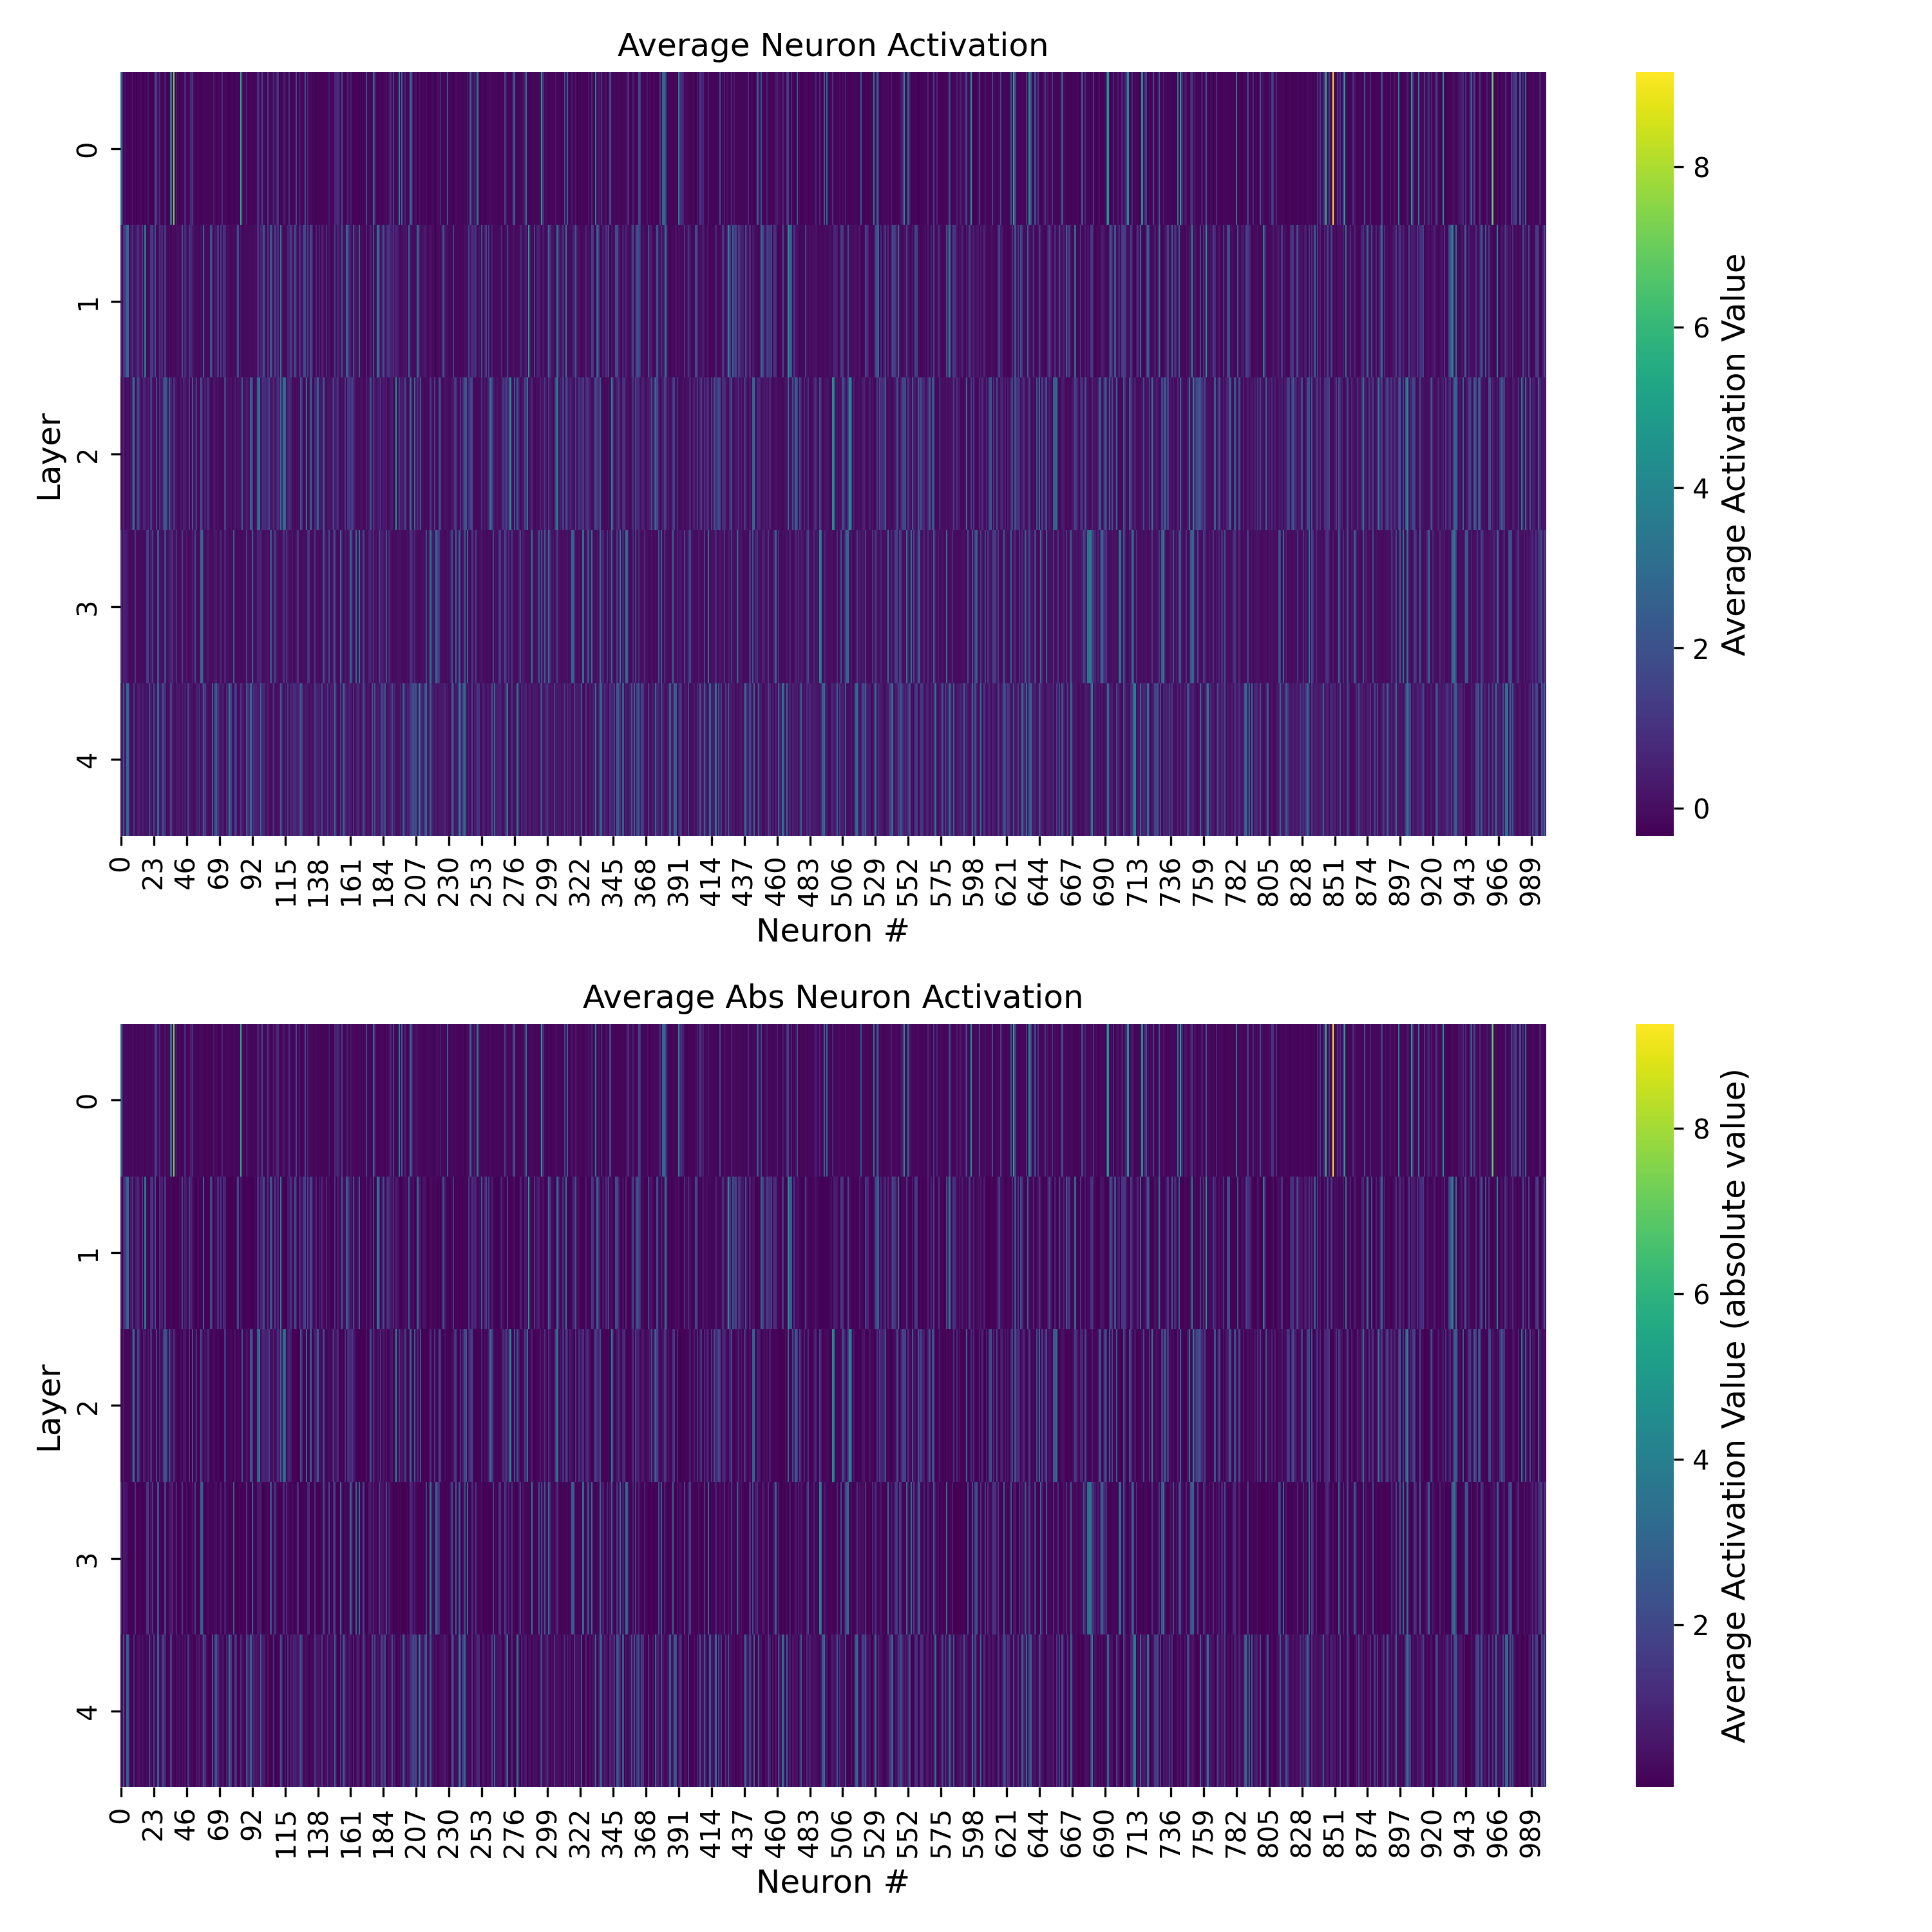 Average Neuron Activation
Layer
0
1
2
3
4
0 23 46 69 92 115 138 161 184 207 230 253 276 299 322 345 368 391 414 437 460 483 506 529 552 575 598 621 644 667 690 713 736 759 782 805 828 851 874 897 920 943 966 989
Neuron #
8
6
4
2
0
Average Activation Value
Average Abs Neuron Activation
Layer
0
1
2
3
4
0 23 46 69 92 115 138 161 184 207 230 253 276 299 322 345 368 391 414 437 460 483 506 529 552 575 598 621 644 667 690 713 736 759 782 805 828 851 874 897 920 943 966 989
Neuron #
8
6
4
2
Average Activation Value (absolute value)